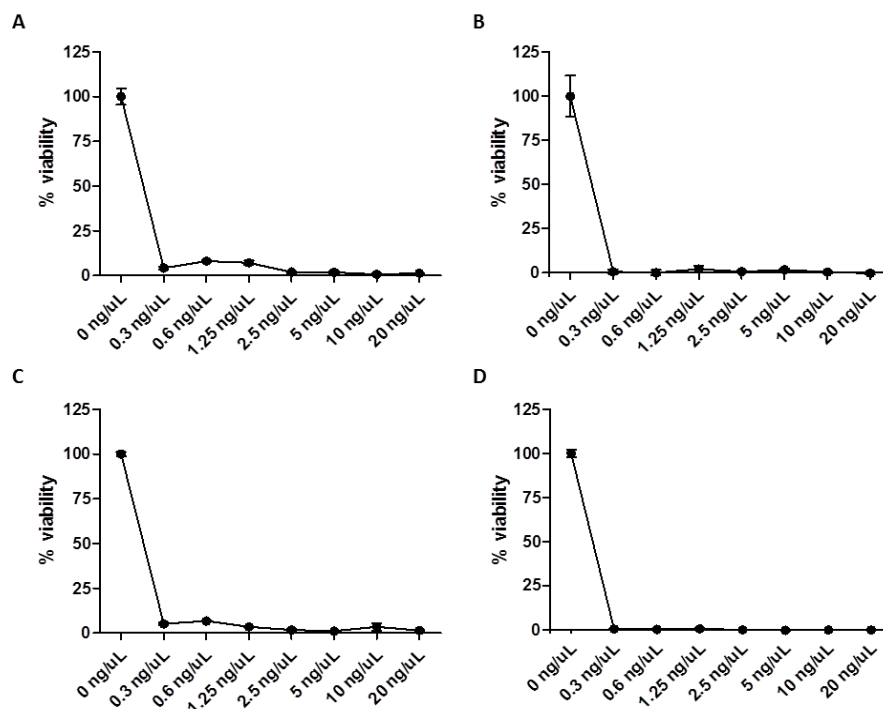 A
125
100
75
50
25
0
% viability
0 ng/uL
0.3 ng/uL
0.6 ng/uL
1.25 ng/uL
2.5 ng/uL
5 ng/uL
10 ng/uL
20 ng/uL
B
125
100
75
50
25
0
% viability
0 ng/uL
0.3 ng/uL
0.6 ng/uL
1.25 ng/uL
2.5 ng/uL
5 ng/uL
10 ng/uL
20 ng/uL
C
125
100
75
50
25
0
% viability
0 ng/uL
0.3 ng/uL
0.6 ng/uL
1.25 ng/uL
2.5 ng/uL
5 ng/uL
10 ng/uL
20 ng/uL
D
125
100
75
50
25
0
% viability
0 ng/uL
0.3 ng/uL
0.6 ng/uL
1.25 ng/uL
2.5 ng/uL
5 ng/uL
10 ng/uL
20 ng/uL